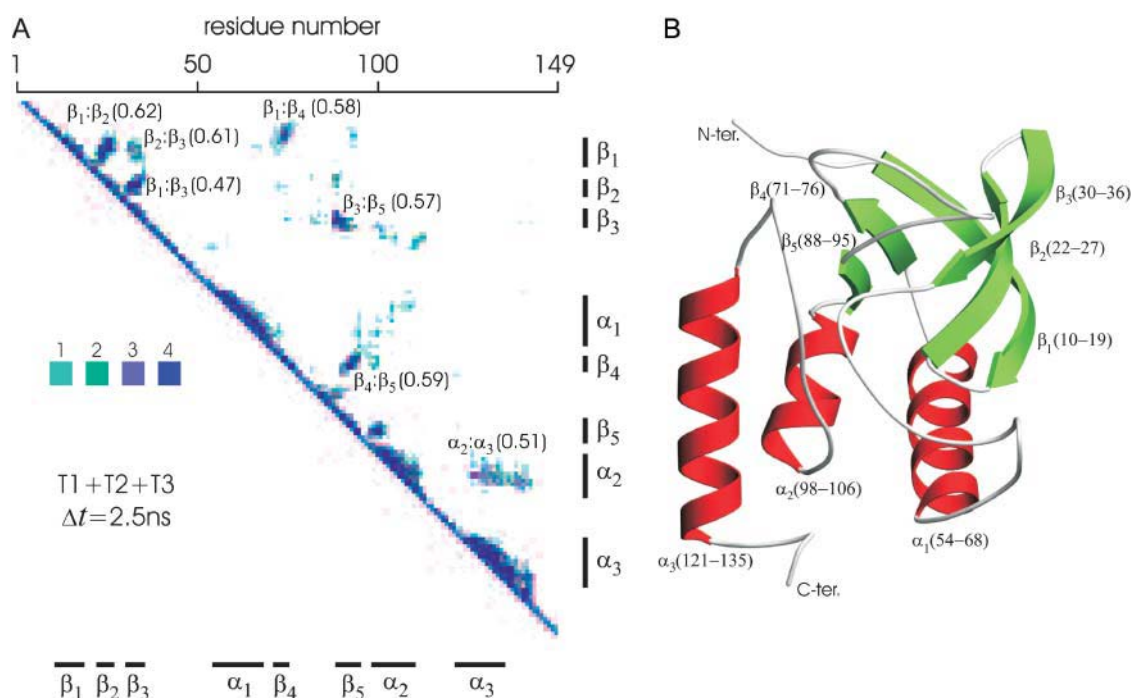 A
residue number
1 50 100 149
β1:β2(0.62)
β1:β4(0.58)
β2:β3(0.61)
β1:β3(0.47)
β3:β5(0.57)
β4:β5(0.59)
α2:α3(0.51)
1 2 3 4
T1+T2+T3
Δt=2.5ns
β1
β2
β3
α1
β4
β5
α2
α3
β1 β2 β3 α1 β4 β5 α2 α3
B
N-ter.
β4(71–76)
β3(30–36)
β5(88–95)
β2(22–27)
β1(10–19)
α2(98–106)
α1(54–68)
α3(121–135)
C-ter.